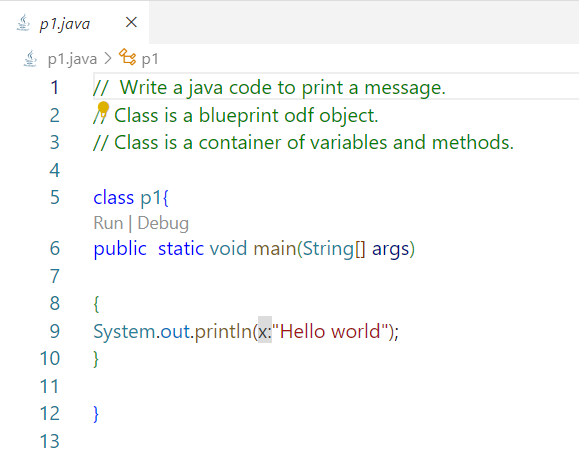 p1.java ×
p1.java > p1
1 // Write a java code to print a message.
2 // Class is a blueprint odf object.
3 // Class is a container of variables and methods.
4
5 class p1{
Run | Debug
6 public  static void main(String[] args)
7
8 {
9 System.out.println(x:"Hello world");
10 }
11
12 }
13